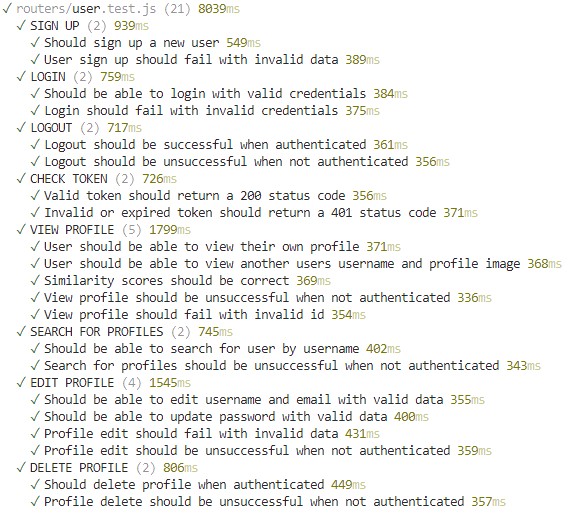 ✓ routers/user.test.js (21) 8039ms
✓ SIGN UP (2) 939ms
✓ Should sign up a new user 549ms
✓ User sign up should fail with invalid data 389ms
✓ LOGIN (2) 759ms
✓ Should be able to login with valid credentials 384ms
✓ Login should fail with invalid credentials 375ms
✓ LOGOUT (2) 717ms
✓ Logout should be successful when authenticated 361ms
✓ Logout should be unsuccessful when not authenticated 356ms
✓ CHECK TOKEN (2) 726ms
✓ Valid token should return a 200 status code 356ms
✓ Invalid or expired token should return a 401 status code 371ms
✓ VIEW PROFILE (5) 1799ms
✓ User should be able to view their own profile 371ms
✓ User should be able to view another users username and profile image 368ms
✓ Similarity scores should be correct 369ms
✓ View profile should be unsuccessful when not authenticated 336ms
✓ View profile should fail with invalid id 354ms
✓ SEARCH FOR PROFILES (2) 745ms
✓ Should be able to search for user by username 402ms
✓ Search for profiles should be unsuccessful when not authenticated 343ms
✓ EDIT PROFILE (4) 1545ms
✓ Should be able to edit username and email with valid data 355ms
✓ Should be able to update password with valid data 400ms
✓ Profile edit should fail with invalid data 431ms
✓ Profile edit should be unsuccessful when not authenticated 359ms
✓ DELETE PROFILE (2) 806ms
✓ Should delete profile when authenticated 449ms
✓ Profile delete should be unsuccessful when not authenticated 357ms